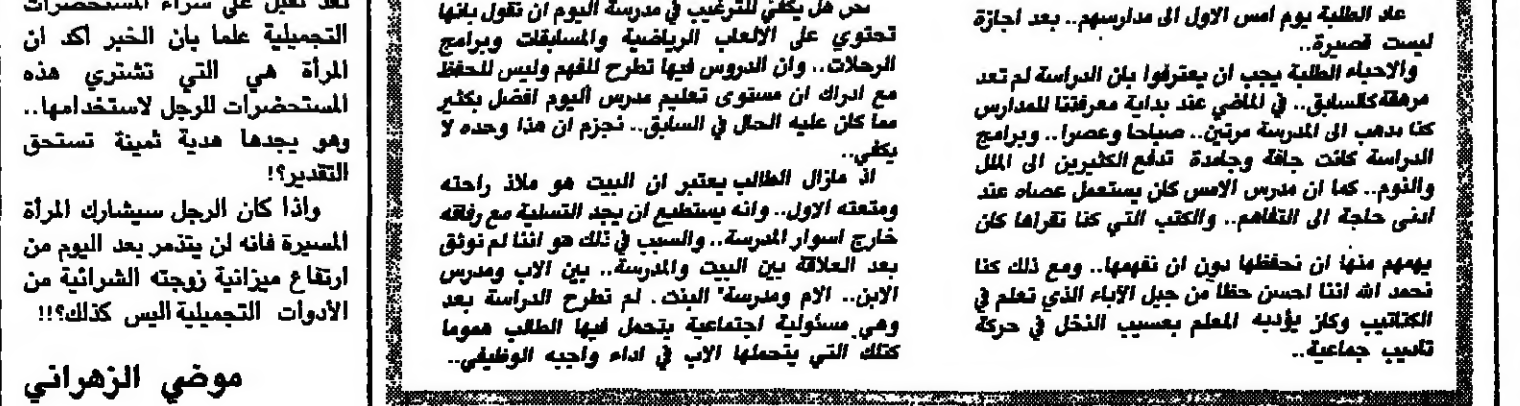 عاد الطلبة يوم امس الاول الى مدارسهم.. بعد اجازة
ليست قصيرة..
والاحباء الطلبة يجب ان يعترفوا بان الدراسة لم تعد
مرهقة كالسابق.. في الماضي عند بداية معرفتنا للمدارس
كنا نذهب الى المدرسة مرتين.. صباحا وعصرا.. وبرامج
الدراسة كانت جافة وجامدة تدفع الكثيرين الى الملل
والنوم.. كما ان مدرس الامس كان يستعمل عصاه عند
ادنى حاجة الى التفاهم.. والكتب التي كنا نقراها كان
يهمهم منها ان نحفظها دون ان نفهمها.. ومع ذلك كنا
نحمد الله اننا احسن حظا من جيل الآباء الذي تعلم في
الكتاتيب وكان يؤدبه المعلم بعسيب النخل في حركة
تاديب جماعية..
نحن هل يكفي للترغيب في مدرسة اليوم ان نقول بانها
تحتوي على الالعاب الرياضية والمسابقات وبرامج
الرحلات.. وان الدروس فيها تطرح للفهم وليس للحفظ
مع ادراك ان مستوى تعليم مدرس اليوم افضل بكثير
مما كان عليه الحال في السابق.. نجزم ان هذا وحده لا
يكفي..
اذ مازال الطالب يعتبر ان البيت هو ملاذ راحته
ومتعته الاول.. وانه يستطيع ان يجد التسلية مع رفاقه
خارج اسوار المدرسة.. والسبب في ذلك هو اننا لم نوثق
بعد العلاقة بين البيت والمدرسة.. بين الاب ومدرس
الابن.. الام ومدرسة البنت. لم نطرح الدراسة بعد
وهي مسئولية اجتماعية يتحمل فيها الطالب هموما
كتلك التي يتحملها الاب في اداء واجبه الوظيفي..
تعد تقبل على شراء المستحضرات
التجميلية علما بان الخبر اكد ان
المرأة هي التي تشتري هذه
المستحضرات للرجل لاستخدامها..
وهو يجدها هدية ثمينة تستحق
التقدير؟!
واذا كان الرجل سيشارك المرأة
المسيرة فانه لن يتذمر بعد اليوم من
ارتفاع ميزانية زوجته الشرائية من
الأدوات التجميلية اليس كذلك؟!!
موضي الزهراني